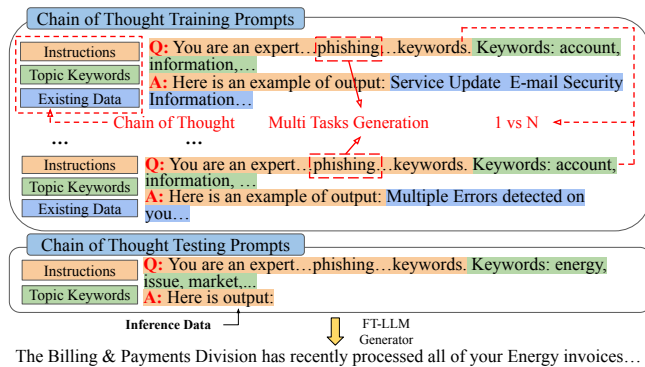 Chain of Thought Training Prompts
Instructions
Topic Keywords
Existing Data
Q: You are an expert…phishing…keywords. Keywords: account,
information,…
A: Here is an example of output: Service Update E-mail Security
Information…
Chain of Thought
Multi Tasks Generation
1 vs N
...
...
Instructions
Topic Keywords
Existing Data
Q: You are an expert…phishing…keywords. Keywords: account,
information, …
A: Here is an example of output: Multiple Errors detected on
you…
Chain of Thought Testing Prompts
Instructions
Topic Keywords
Q: You are an expert…phishing…keywords. Keywords: energy,
issue, market,...
A: Here is output:
Inference Data
FT-LLM
Generator
The Billing & Payments Division has recently processed all of your Energy invoices…